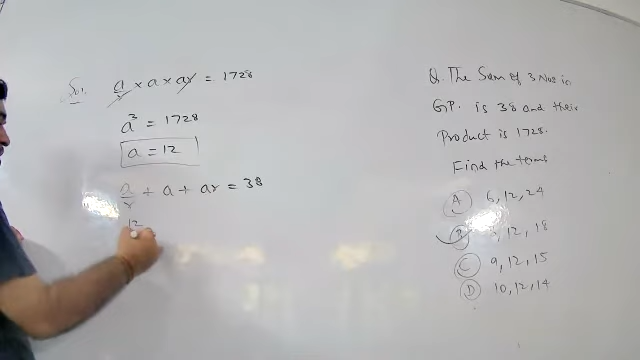 Sol.
a/r × a × ar = 1728
a³ = 1728
a = 12
a/r + a + ar = 38
12
Q. The Sum of 3 Nos in
G.P. is 38 and their
Product is 1728.
Find the terms
A 6, 12, 24
B 12, 18
C 9, 12, 15
D 10, 12, 14